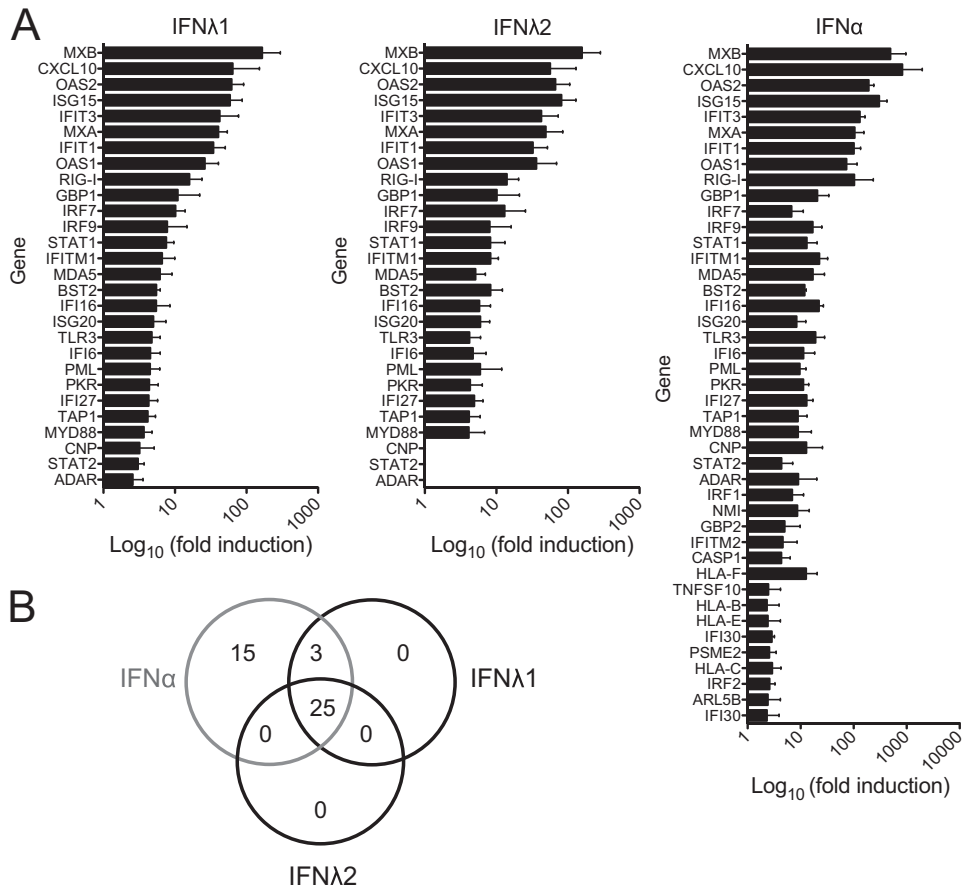 A
IFNλ1
MXB
CXCL10
OAS2
ISG15
IFIT3
MXA
IFIT1
OAS1
RIG-I
GBP1
IRF7
IRF9
STAT1
IFITM1
MDA5
BST2
IFI16
ISG20
TLR3
IFI6
PML
PKR
IFI27
TAP1
MYD88
CNP
STAT2
ADAR
Gene
1
10
100
1000
Log10 (fold induction)
IFNλ2
MXB
CXCL10
OAS2
ISG15
IFIT3
MXA
IFIT1
OAS1
RIG-I
GBP1
IRF7
IRF9
STAT1
IFITM1
MDA5
BST2
IFI16
ISG20
TLR3
IFI6
PML
PKR
IFI27
TAP1
MYD88
CNP
STAT2
ADAR
Gene
1
10
100
1000
Log10 (fold induction)
IFNα
MXB
CXCL10
OAS2
ISG15
IFIT3
MXA
IFIT1
OAS1
RIG-I
GBP1
IRF7
IRF9
STAT1
IFITM1
MDA5
BST2
IFI16
ISG20
TLR3
IFI6
PML
PKR
IFI27
TAP1
MYD88
CNP
STAT2
ADAR
IRF1
NMI
GBP2
IFITM2
CASP1
HLA-F
TNFSF10
HLA-B
HLA-E
IFI30
PSME2
HLA-C
IRF2
ARL5B
IFI30
Gene
1
10
100
1000
10000
Log10 (fold induction)
B
15
3
0
IFNα
IFNλ1
25
0
0
0
IFNλ2